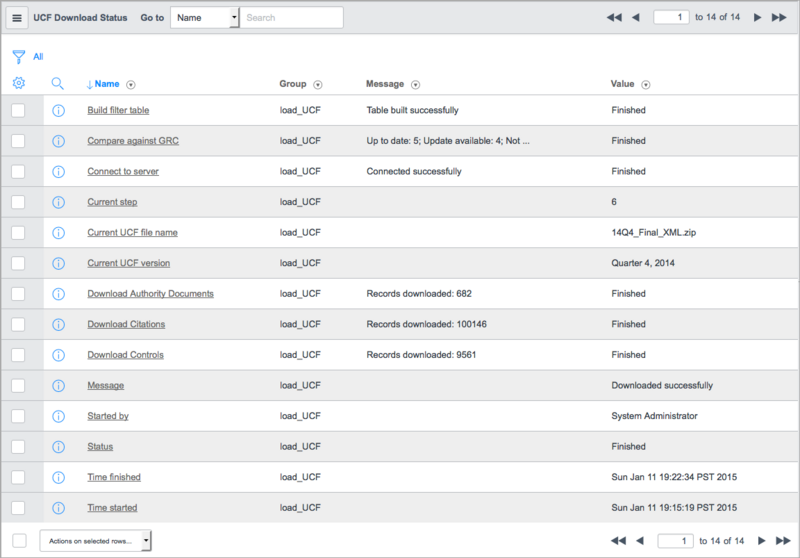 UCF Download Status Go to Name Search 1 to 14 of 14
All
Name Group Message Value
Build filter table load_UCF Table built successfully Finished
Compare against GRC load_UCF Up to date: 5; Update available: 4; Not ... Finished
Connect to server load_UCF Connected successfully Finished
Current step load_UCF 6
Current UCF file name load_UCF 14Q4_Final_XML.zip
Current UCF version load_UCF Quarter 4, 2014
Download Authority Documents load_UCF Records downloaded: 682 Finished
Download Citations load_UCF Records downloaded: 100146 Finished
Download Controls load_UCF Records downloaded: 9561 Finished
Message load_UCF Downloaded successfully
Started by load_UCF System Administrator
Status load_UCF Finished
Time finished load_UCF Sun Jan 11 19:22:34 PST 2015
Time started load_UCF Sun Jan 11 19:15:19 PST 2015
Actions on selected rows... 1 to 14 of 14